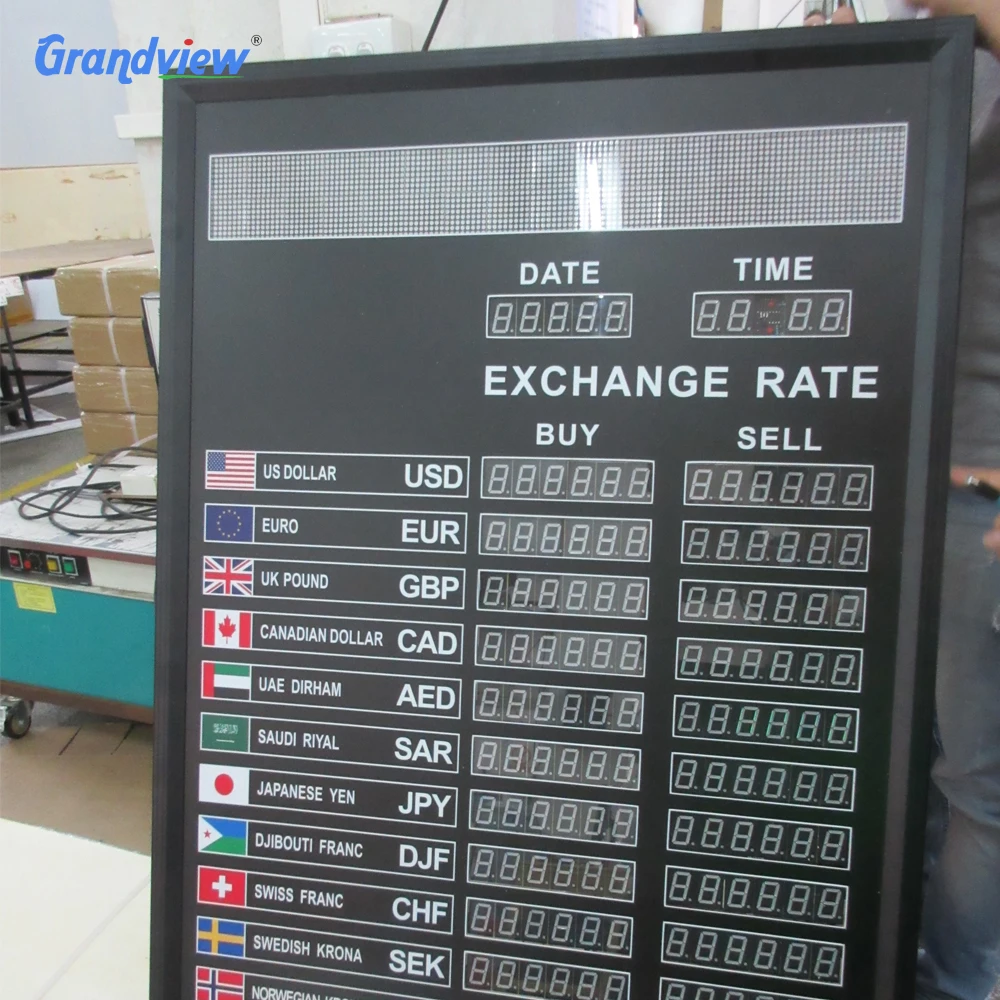 Grandview®
DATE TIME
EXCHANGE RATE
BUY SELL
US DOLLAR USD
EURO EUR
UK POUND GBP
CANADIAN DOLLAR CAD
UAE DIRHAM AED
SAUDI RIYAL SAR
JAPANESE YEN JPY
DJIBOUTI FRANC DJF
SWISS FRANC CHF
SWEDISH KRONA SEK
NORWEGIAN